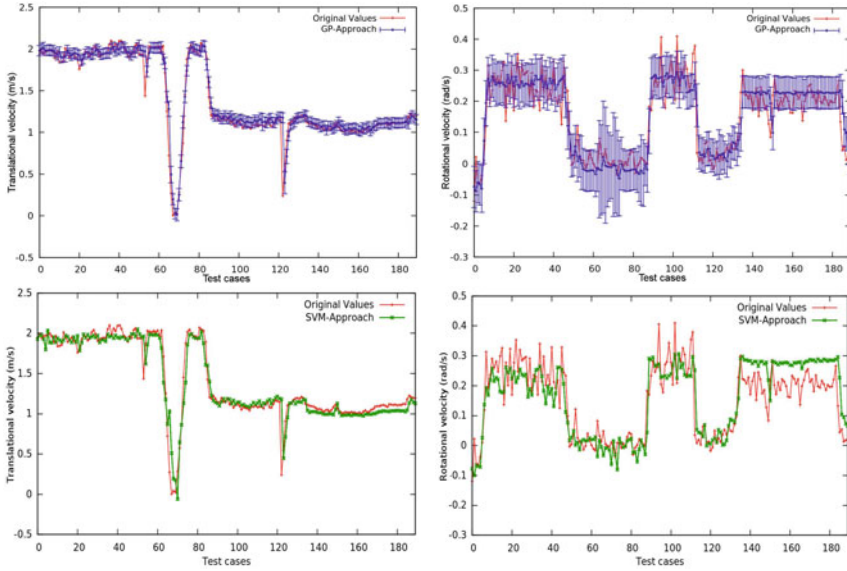 Original Values
GP-Approach
Translational velocity (m/s)
2.5
2
1.5
1
0.5
0
-0.5
0 20 40 60 80 100 120 140 160 180
Test cases
Original Values
GP-Approach
Rotational velocity (rad/s)
0.5
0.4
0.3
0.2
0.1
0
-0.1
-0.2
-0.3
0 20 40 60 80 100 120 140 160 180
Test cases
Original Values
SVM-Approach
Translational velocity (m/s)
2.5
2
1.5
1
0.5
0
-0.5
0 20 40 60 80 100 120 140 160 180
Test cases
Original Values
SVM-Approach
Rotational velocity (rad/s)
0.5
0.4
0.3
0.2
0.1
0
-0.1
-0.2
-0.3
0 20 40 60 80 100 120 140 160 180
Test cases